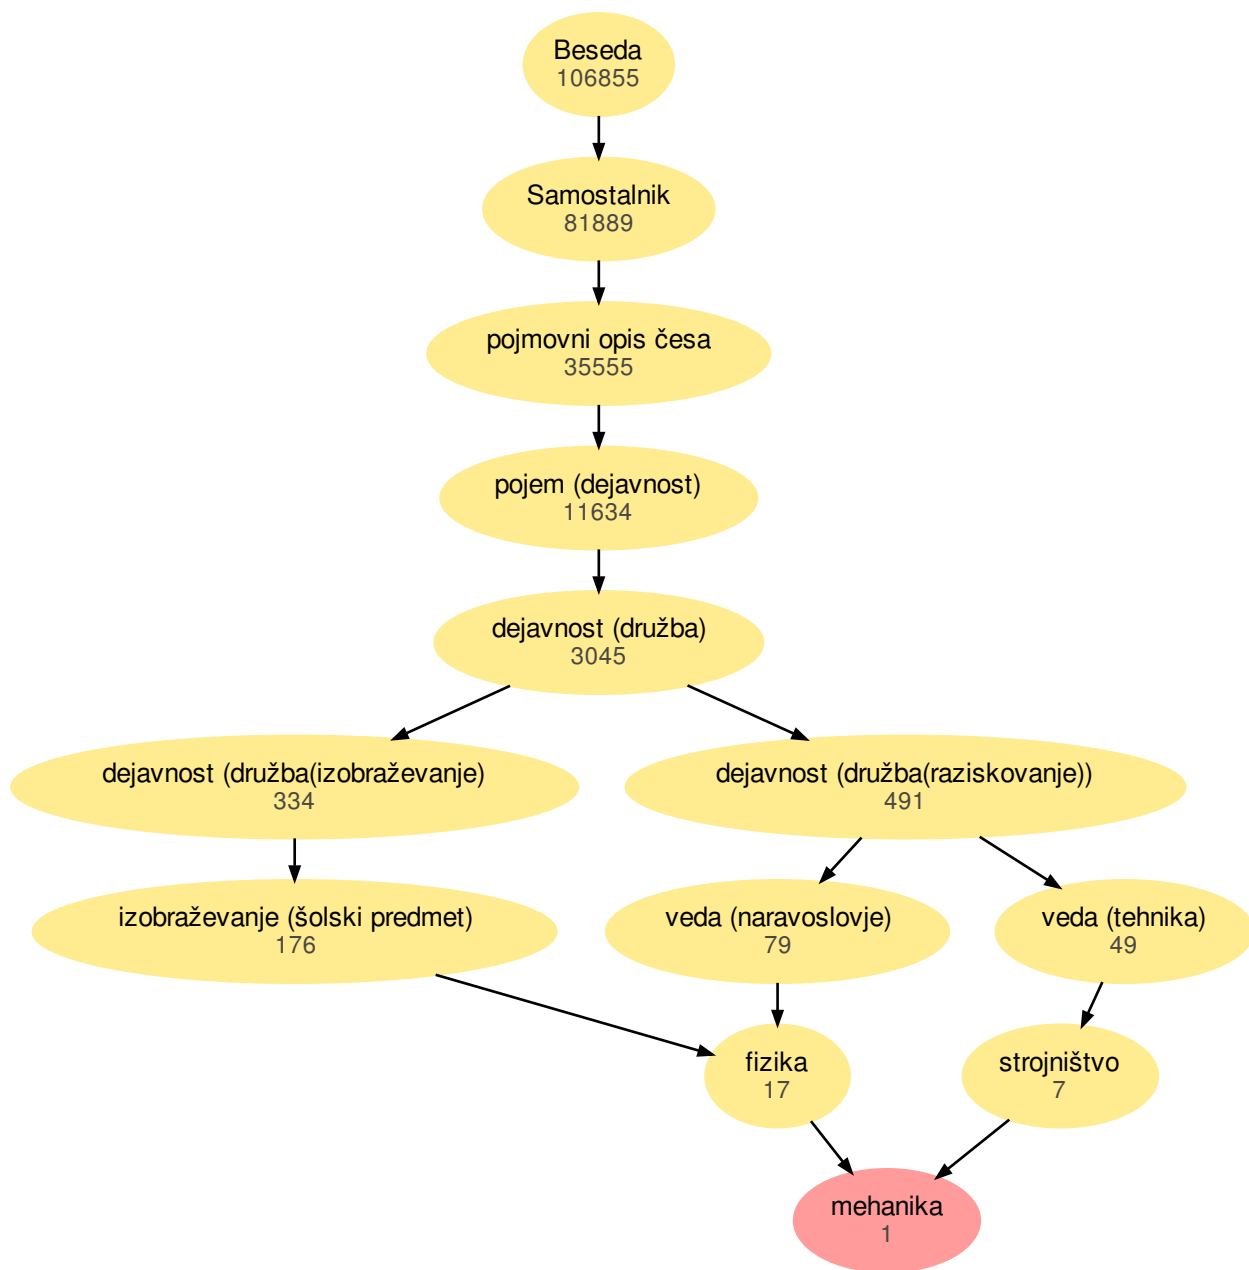 Beseda
106855
Samostalnik
81889
pojmovni opis česa
35555
pojem (dejavnost)
11634
dejavnost (družba)
3045
dejavnost (družba(izobraževanje)
334
dejavnost (družba(raziskovanje))
491
izobraževanje (šolski predmet)
176
veda (naravoslovje)
79
veda (tehnika)
49
fizika
17
strojništvo
7
mehanika
1